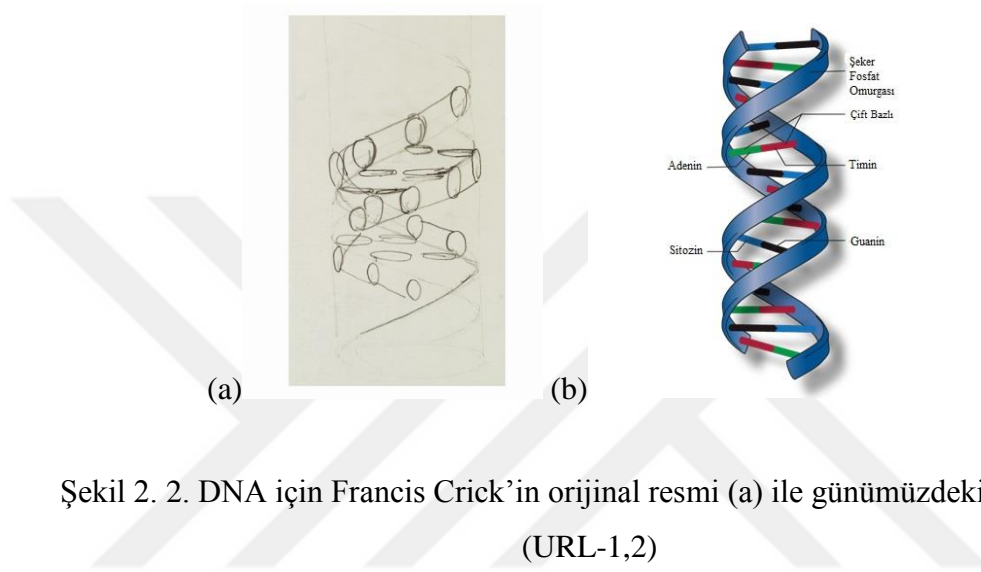 Şeker
Fosfat
Omurgası
Çift Bazlı
Adenin
Timin
Sitozin
Guanin
(a)
(b)
Şekil 2. 2. DNA için Francis Crick’in orijinal resmi (a) ile günümüzdeki
(URL-1,2)